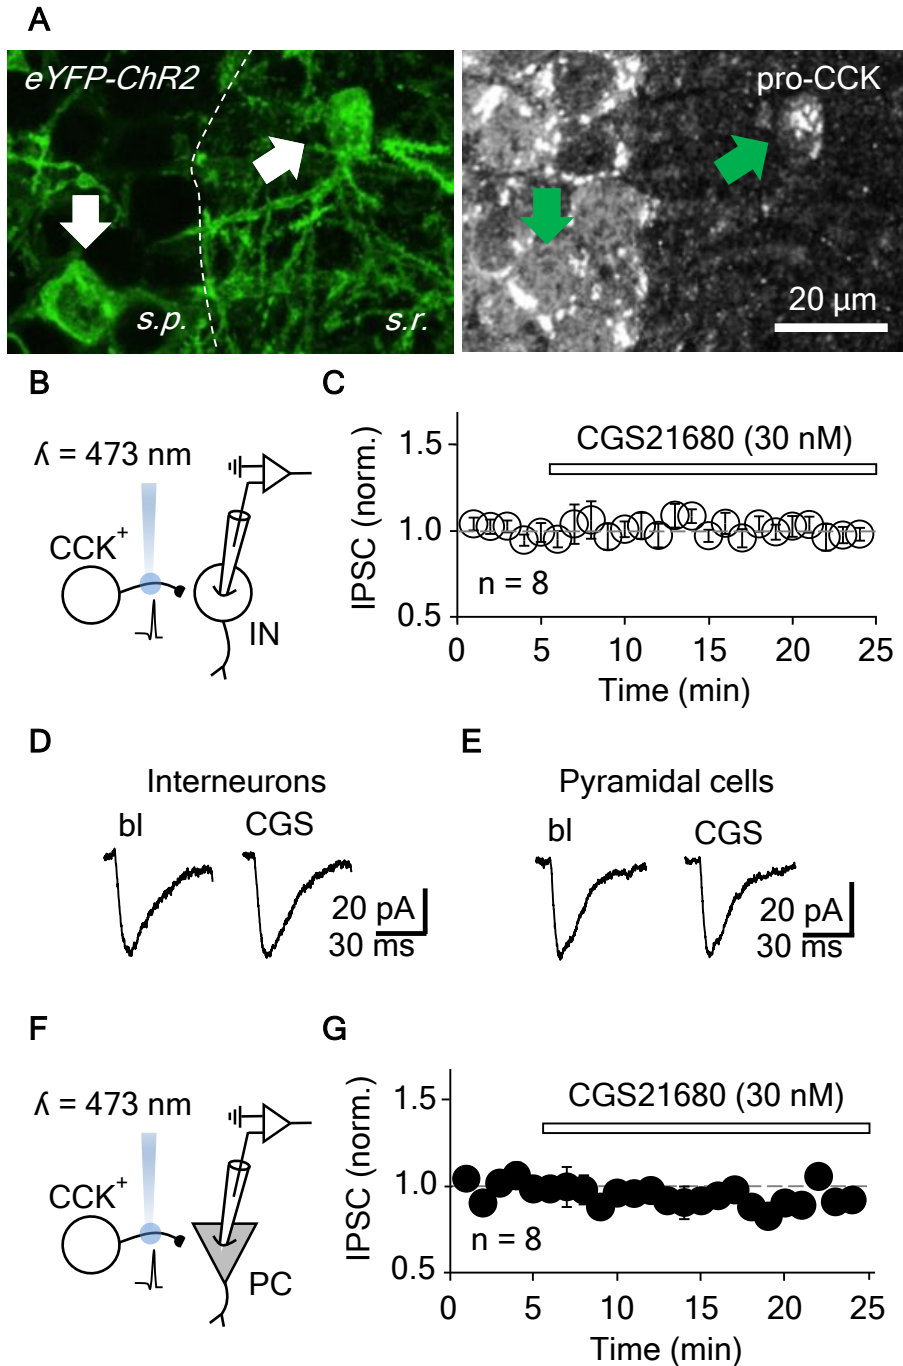 A
eYFP-ChR2
pro-CCK
s.p.
s.r.
20 µm
B
ʎ = 473 nm
CCK+
IN
C
CGS21680 (30 nM)
IPSC (norm.)
1.5
1.0
0.5
n = 8
0 5 10 15 20 25
Time (min)
D
Interneurons
bl CGS
20 pA
30 ms
E
Pyramidal cells
bl CGS
20 pA
30 ms
F
ʎ = 473 nm
CCK+
PC
G
CGS21680 (30 nM)
IPSC (norm.)
1.5
1.0
0.5
n = 8
0 5 10 15 20 25
Time (min)